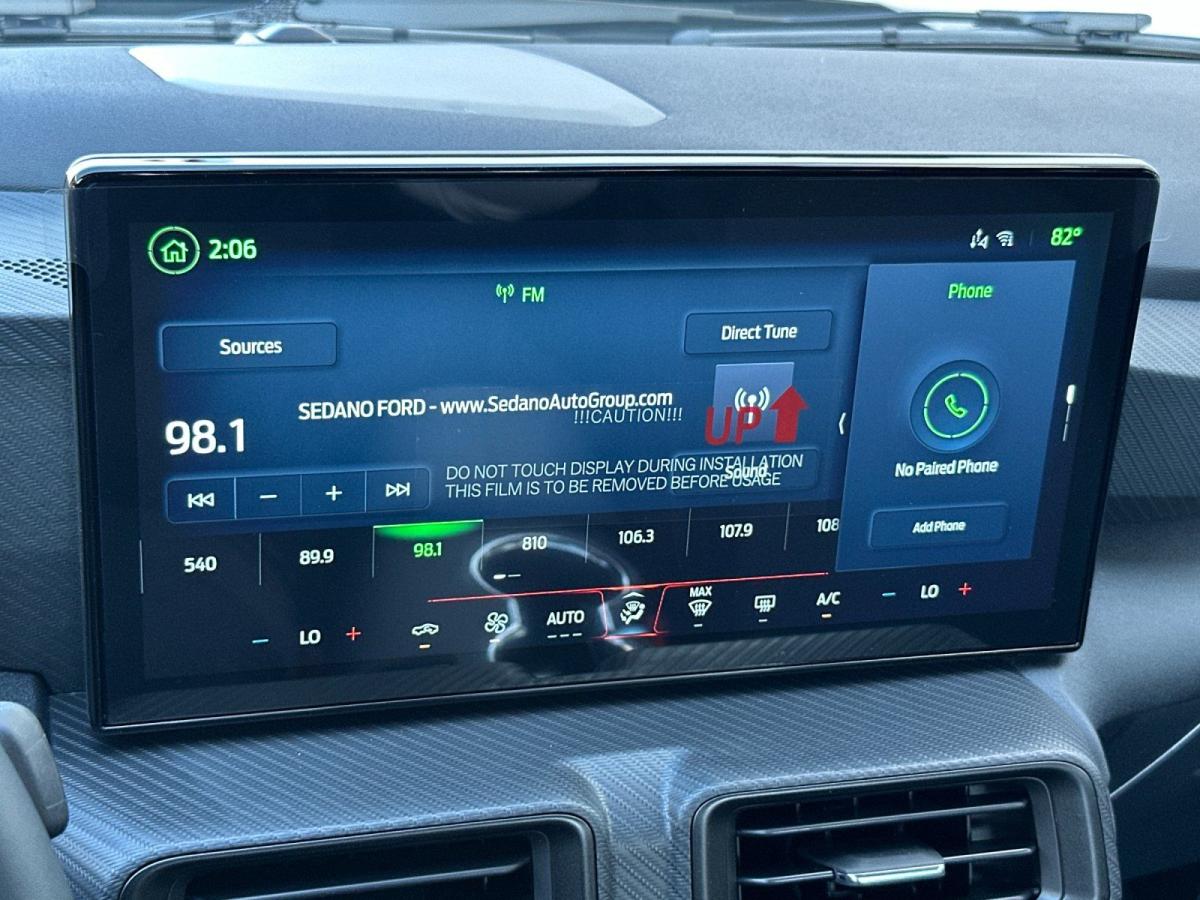 2:06
82°
FM
Phone
Sources
Direct Tune
SEDANO FORD - www.SedanoAutoGroup.com
!!!CAUTION!!!
UP
98.1
DO NOT TOUCH DISPLAY DURING INSTALLATION
THIS FILM IS TO BE REMOVED BEFORE USAGE
Sound
No Paired Phone
Add Phone
540
89.9
98.1
810
106.3
107.9
108
LO
AUTO
MAX
A/C
LO